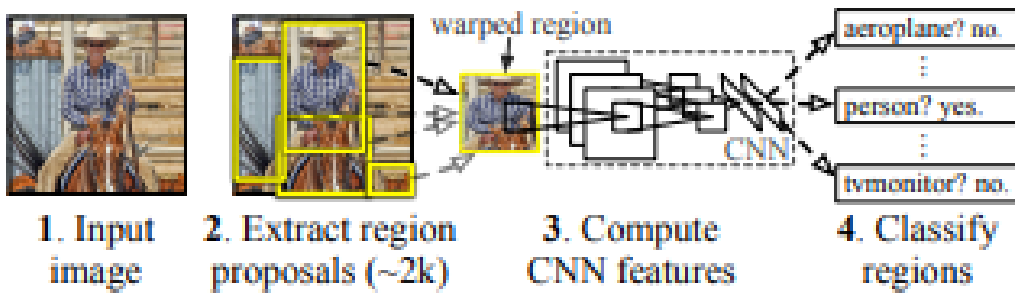 warped region
aeroplane? no.
person? yes.
CNN
tvmonitor? no.
1. Input
image
2. Extract region
proposals (~2k)
3. Compute
CNN features
4. Classify
regions